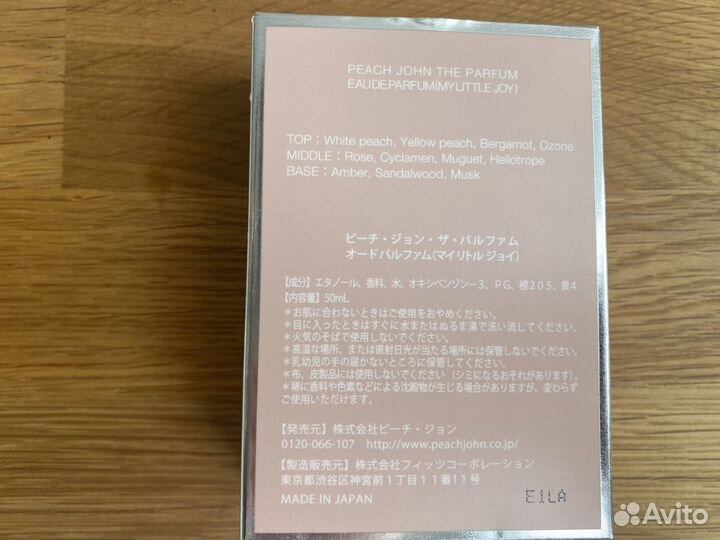 PEACH JOHN THE PARFUM
EAUDEPARFUM(MYLITTLEJOY)
TOP：White peach, Yellow peach, Bergamot, Ozone
MIDDLE：Rose, Cyclamen, Muguet, Heliotrope
BASE：Amber, Sandalwood, Musk
ピーチ・ジョン・ザ・パルファム
オードパルファム(マイリトル ジョイ)
【成分】エタノール、香料、水、オキシベンゾン－3、PG、橙205、黄4
【内容量】50mL
＊お肌に合わないときはご使用をおやめください。
＊目に入ったときはすぐに水またはぬるま湯で洗い流してください。
＊火気のそばで使用しないでください。
＊高温な場所、または直射日光が当たる場所には保管しないでください。
＊乳幼児の手の届かないところに保管してください。
＊布、皮製品には使用しないでください（シミになるおそれがあります）。
＊稀に香料や色素などによる沈殿物が生じる場合がありますが、変わらず
ご使用いただけます。
【発売元】株式会社ピーチ・ジョン
0120-066-107 http://www.peachjohn.co.jp/
【製造販売元】株式会社フィッツコーポレーション
東京都渋谷区神宮前1丁目11番11号
MADE IN JAPAN
E1LA
Avito